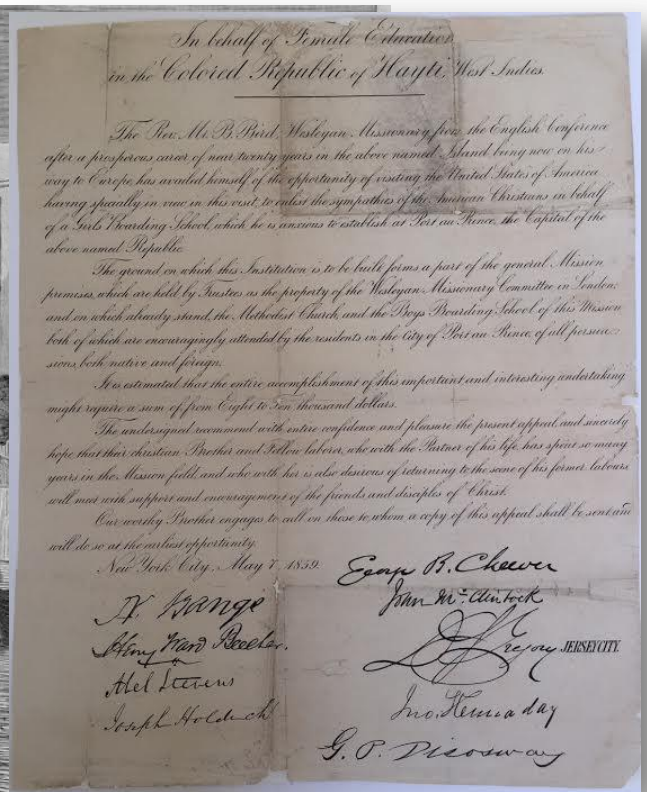 In behalf of Female Education
in the Colored Republic of Hayti, West Indies.
The Rev. Mr. B. Bird, Wesleyan Missionary, from the English Conference
after a prosperous career of near twenty years in the above named Island being now on his
way to Europe, has availed himself of the opportunity of visiting the United States of America
having specially in view in this visit, to enlist the sympathies of the American Christians in behalf
of a Girls Boarding School, which he is anxious to establish at Port au Prince, the Capital of the
above named Republic.
The ground on which this Institution is to be built forms a part of the general Mission
premises, which are held by Trustees as the property of the Wesleyan Missionary Committee in London;
and on which already stand, the Methodist Church, and the Boys Boarding School of this Mission
both of which are encouragingly attended by the residents in the City of Port au Prince, of all persua=
sions, both native and foreign.
It is estimated that the entire accomplishment of this important and interesting undertaking
might require a sum of, from Eight to Ten thousand dollars.
The undersigned recommend with entire confidence and pleasure the present appeal, and sincerely
hope that their christian Brother and Fellow laborer, who with the Partner of his life, has spent so many
years in the Mission field, and who with her is also desirous of returning to the scene of his former labours
will meet with support and encouragement of the friends and disciples of Christ.
Our worthy Brother engages to call on those to whom a copy of this appeal shall be sent and
will do so at the earliest opportunity.
New York City, May 7, 1859.
George B. Cheever
John McClintock
N. Bangs
Henry Ward Beecher.
Gregory JERSEY CITY.
Abel Stevens
Joseph Holdich
Jno. Kennaday
G. P. Disosway